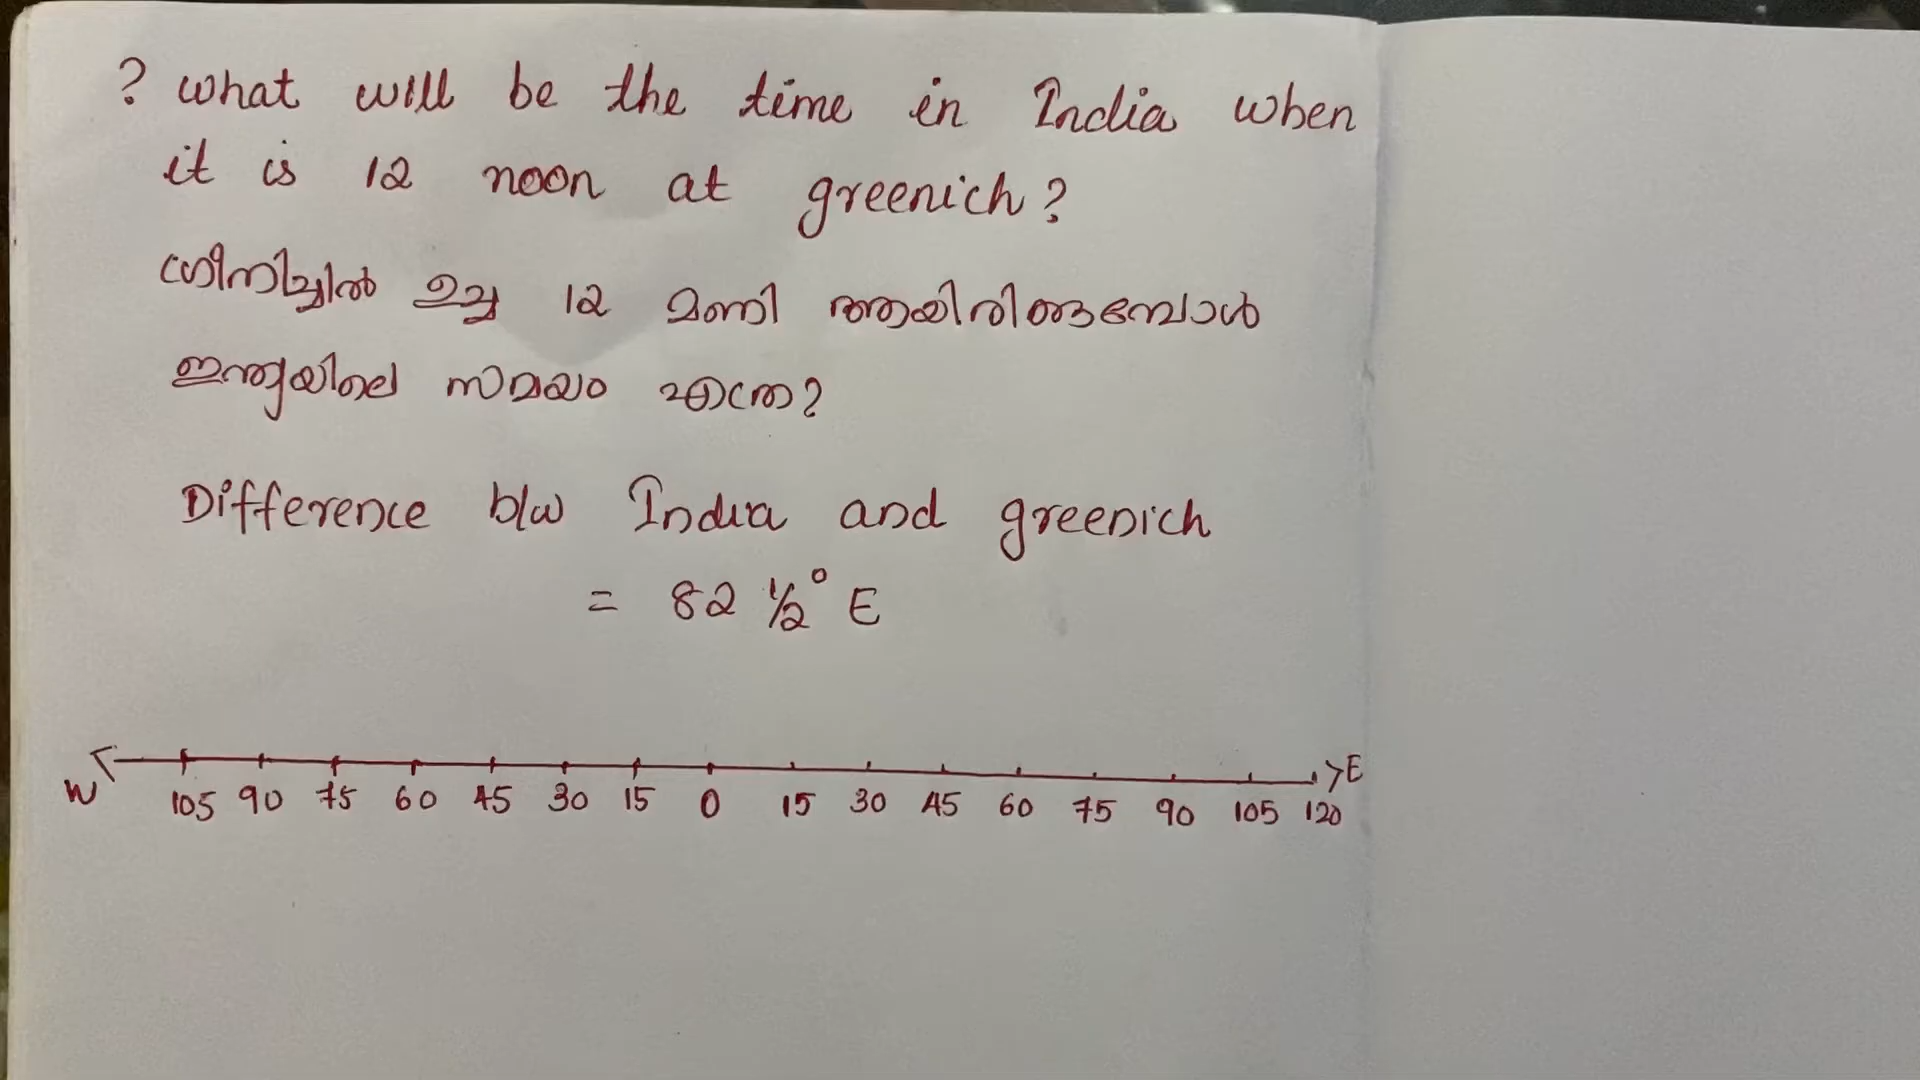 ? What will be the time in India when
it is 12 noon at greenich?
ഗ്രീനിച്ചിൽ ഉച്ച 12 മണി ആയിരിക്കുമ്പോൾ
ഇന്ത്യയിലെ സമയം എത്ര?
Difference b/w India and greenich
= 82 1/2° E
W 105 90 75 60 45 30 15 0 15 30 45 60 75 90 105 120 E